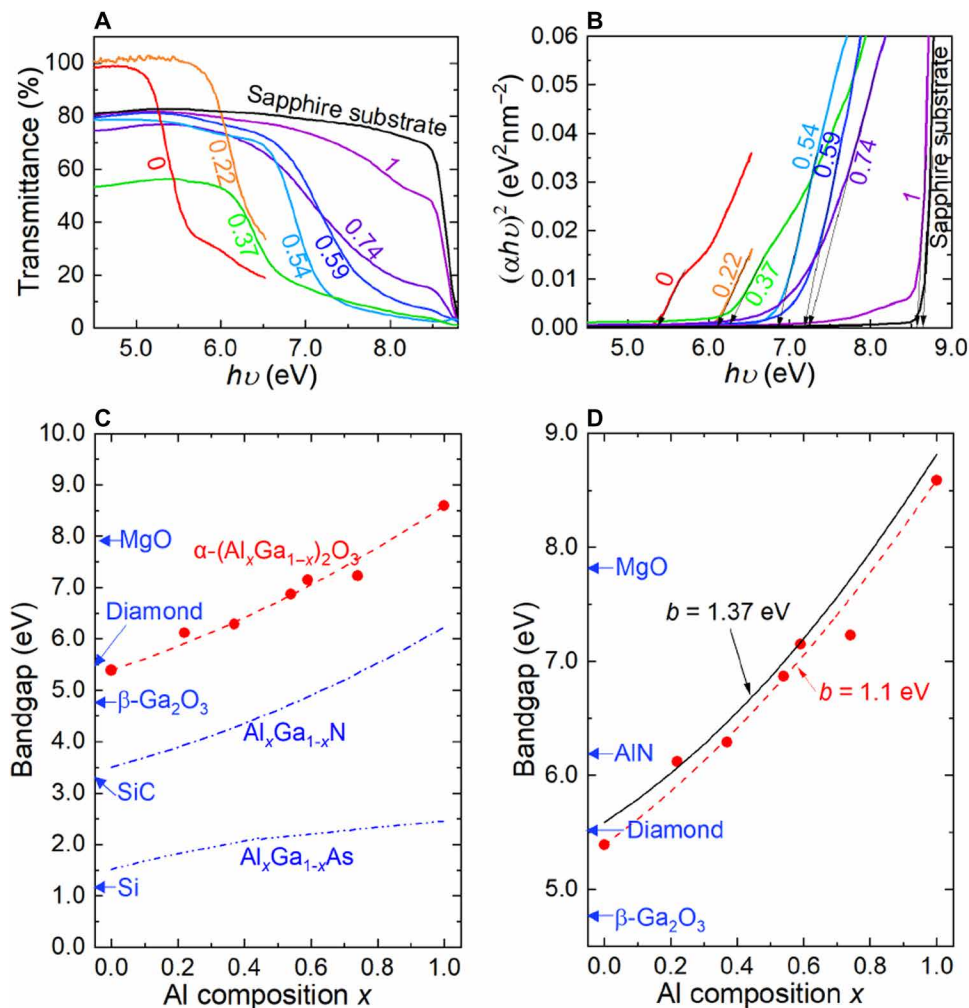 A
Transmittance (%)
100
80
60
40
20
0
Sapphire substrate
0
0.22
0.37
0.54
0.59
0.74
1
5.0 6.0 7.0 8.0
hυ (eV)
B
(αhυ)² (eV²nm⁻²)
0.06
0.05
0.04
0.03
0.02
0.01
0.00
0
0.22
0.37
0.54
0.59
0.74
1
Sapphire substrate
5.0 6.0 7.0 8.0 9.0
hυ (eV)
C
Bandgap (eV)
10.0
9.0
8.0
7.0
6.0
5.0
4.0
3.0
2.0
1.0
0.0
MgO
α-(AlₓGa₁₋ₓ)₂O₃
Diamond
β-Ga₂O₃
AlₓGa₁₋ₓN
SiC
AlₓGa₁₋ₓAs
Si
0.0 0.2 0.4 0.6 0.8 1.0
Al composition x
D
Bandgap (eV)
9.0
8.0
7.0
6.0
5.0
MgO
b = 1.37 eV
b = 1.1 eV
AlN
Diamond
β-Ga₂O₃
0.0 0.2 0.4 0.6 0.8 1.0
Al composition x